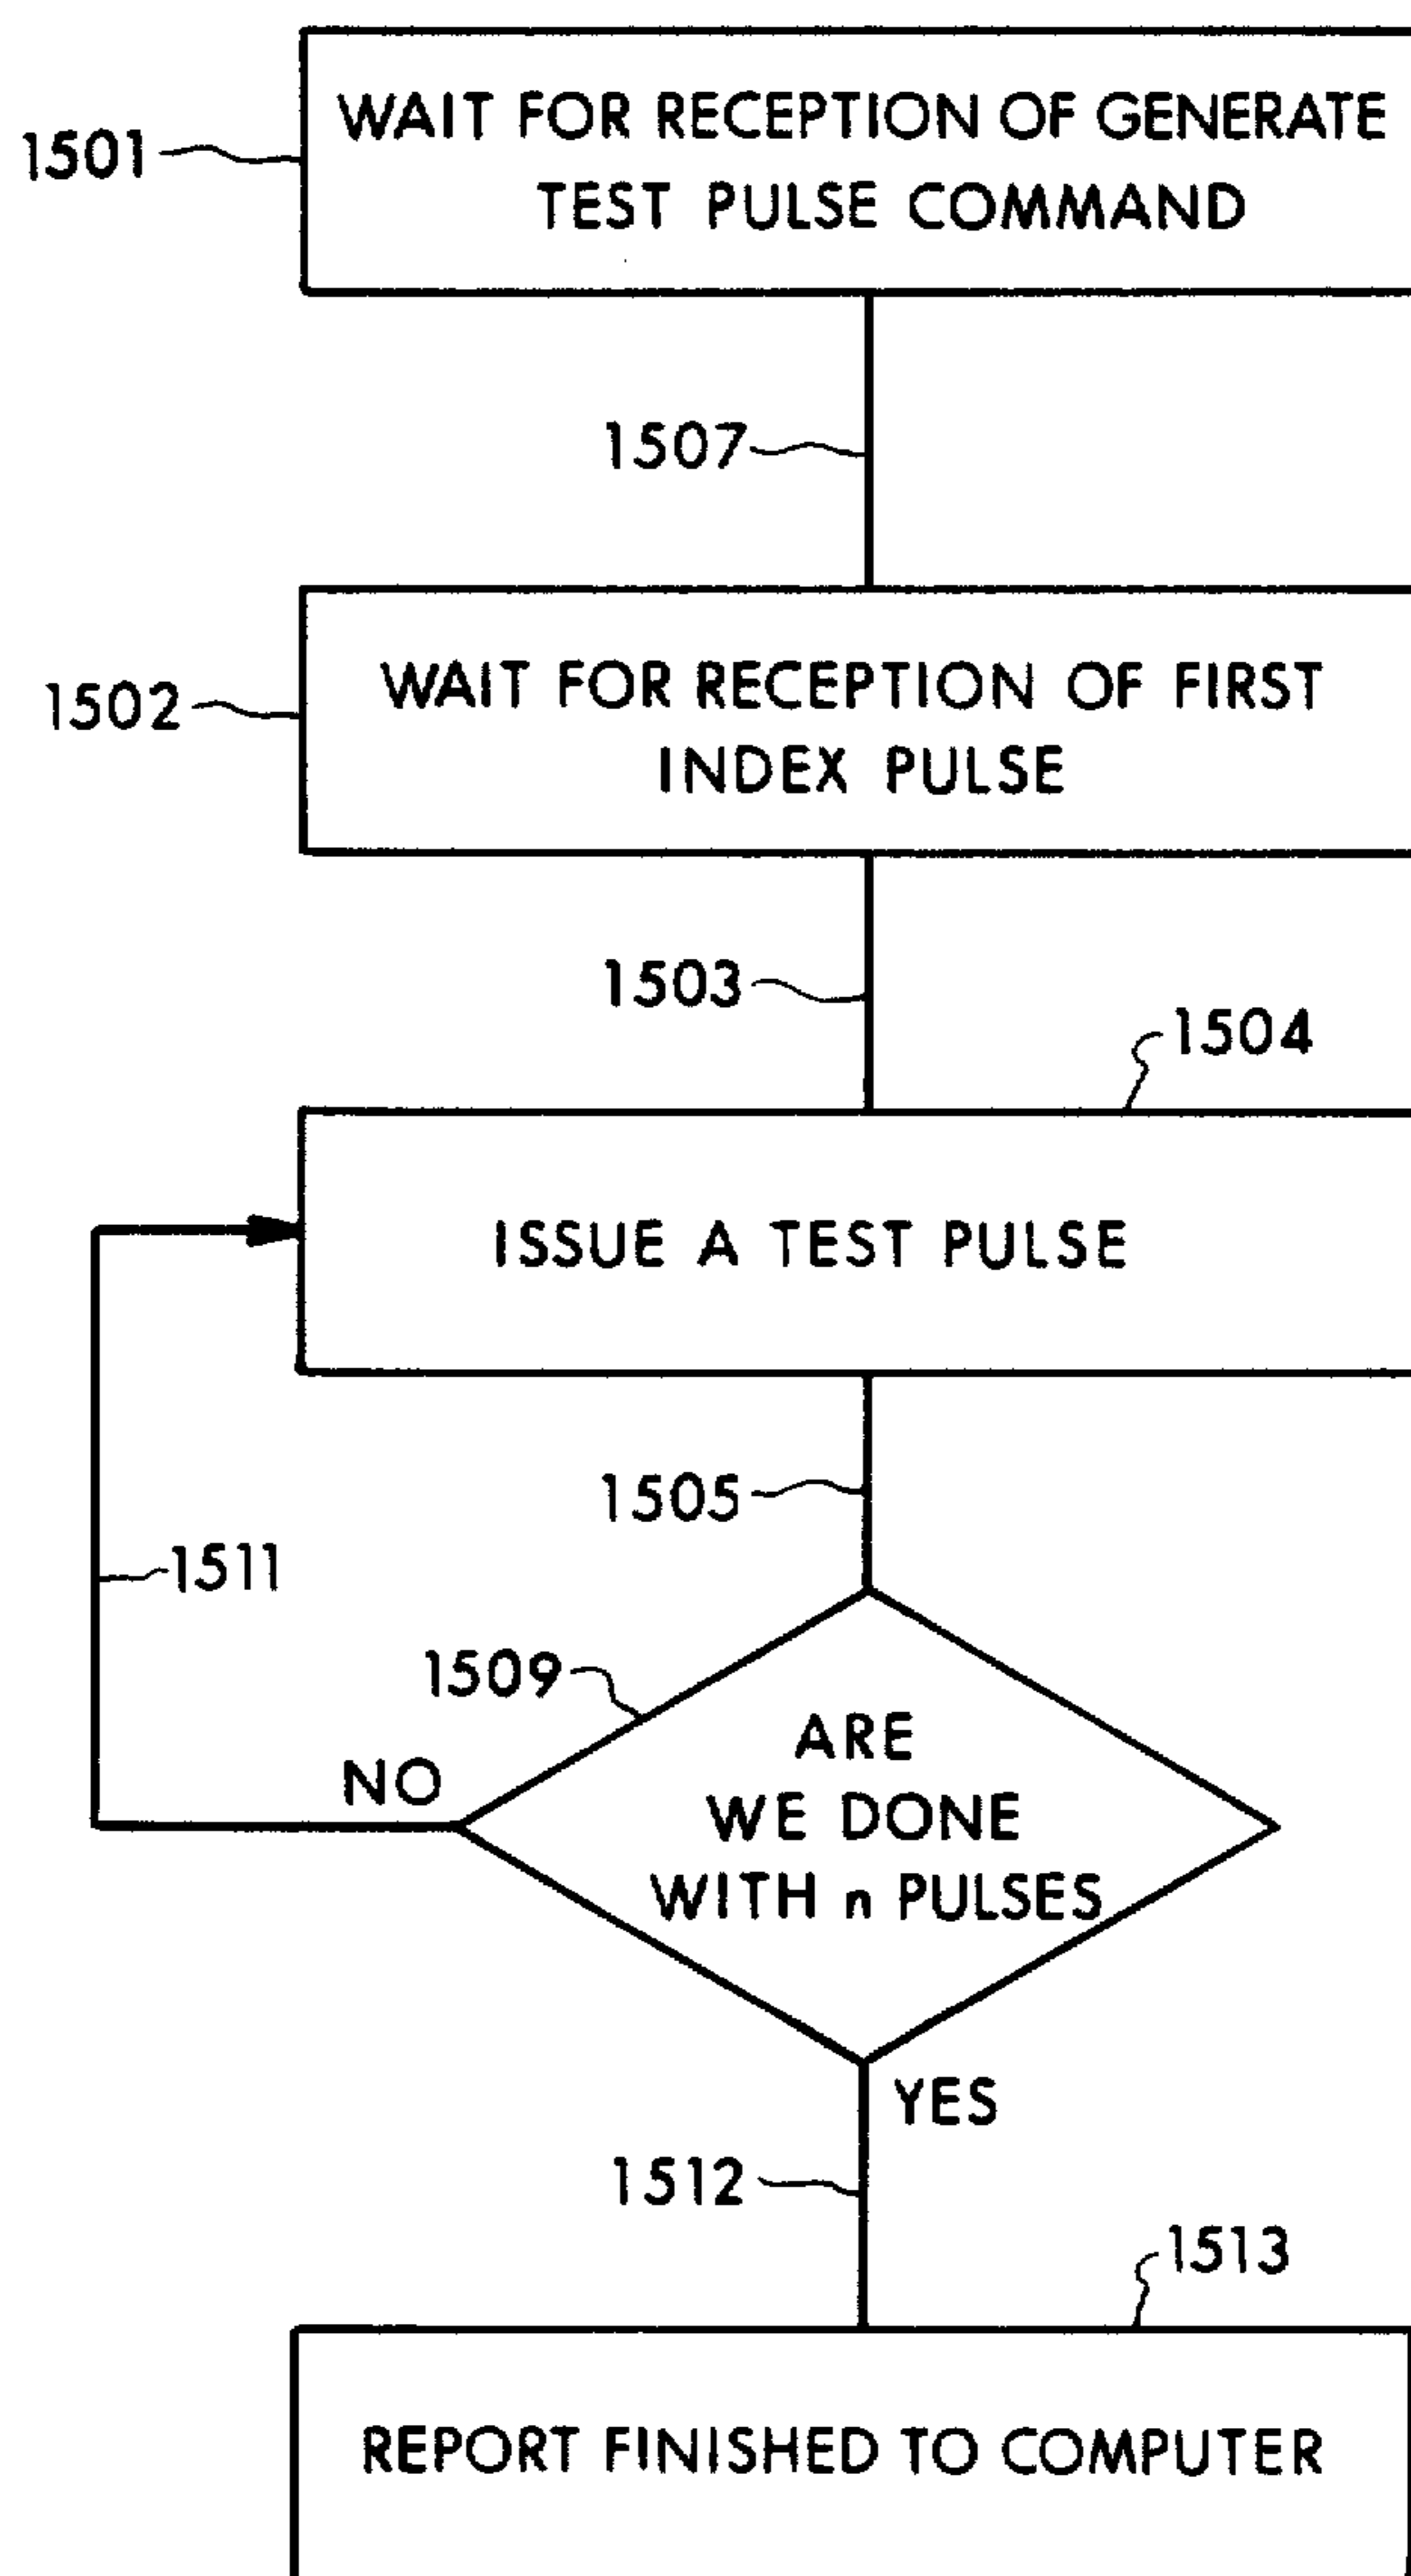 WAIT FOR RECEPTION OF GENERATE
TEST PULSE COMMAND
1501
1507
WAIT FOR RECEPTION OF FIRST
INDEX PULSE
1502
1503
1504
ISSUE A TEST PULSE
1505
1511
1509
NO
ARE
WE DONE
WITH n PULSES
YES
1512
1513
REPORT FINISHED TO COMPUTER